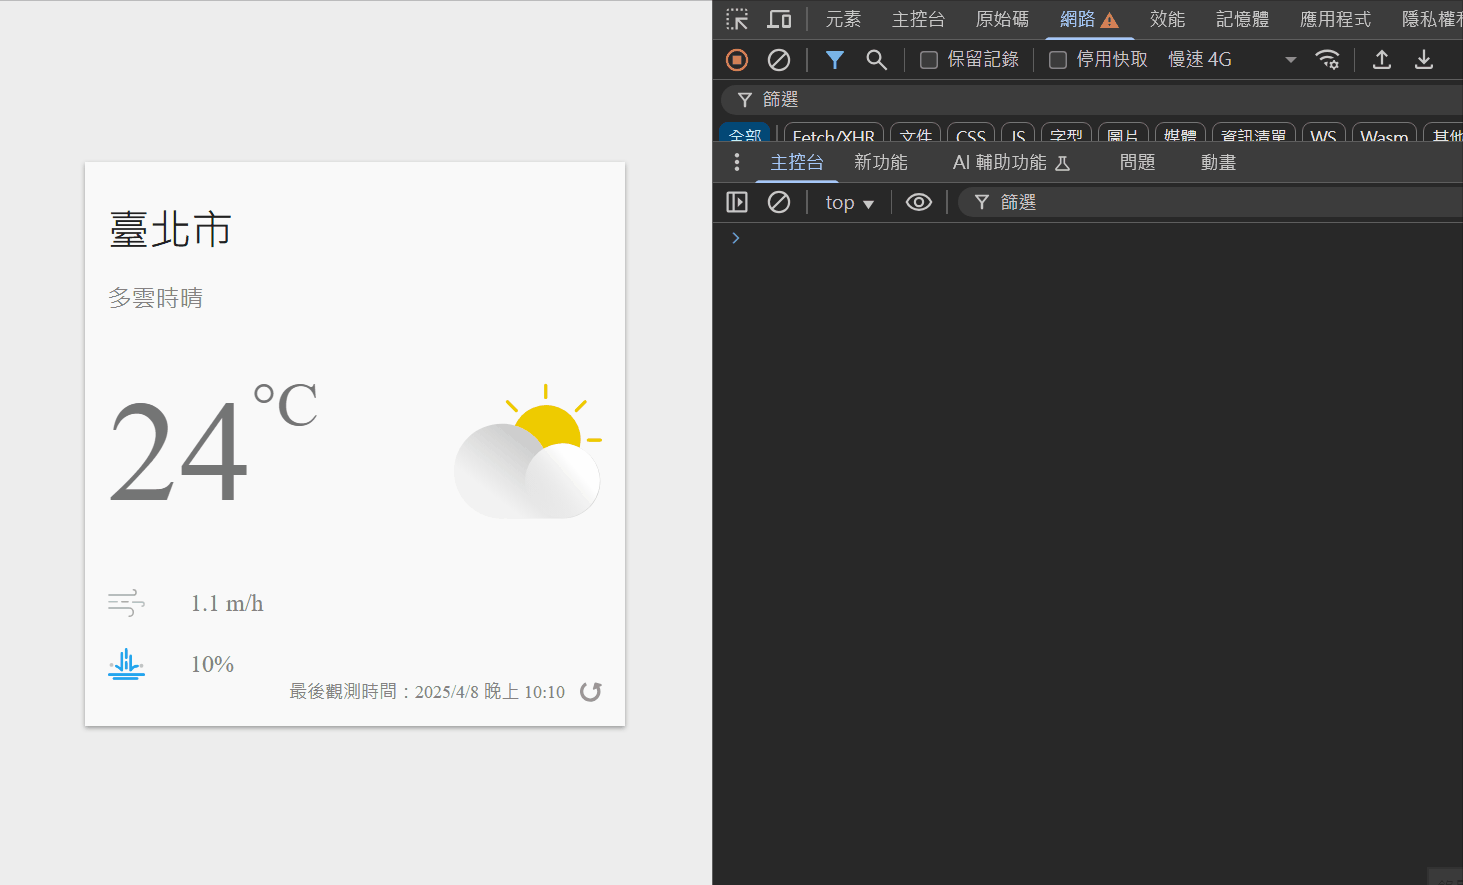 臺北市
多雲時晴
24°C
1.1 m/h
10%
最後觀測時間：2025/4/8 晚上 10:10
元素 主控台 原始碼 網路 效能 記憶體 應用程式 隱私權
保留記錄 停用快取 慢速 4G
篩選
全部 Fetch/XHR 文件 CSS JS 字型 圖片 媒體 資訊清單 WS Wasm 其他
主控台 新功能 AI 輔助功能 問題 動畫
top 篩選